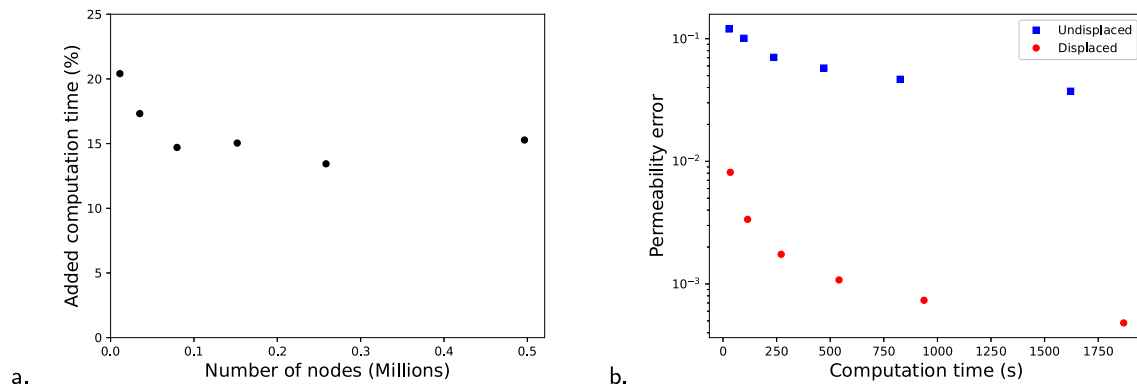 25
20
15
10
5
0
Added computation time (%)
0.0 0.1 0.2 0.3 0.4 0.5
Number of nodes (Millions)
a.
10⁻¹
10⁻²
10⁻³
Permeability error
Undisplaced
Displaced
0 250 500 750 1000 1250 1500 1750
Computation time (s)
b.